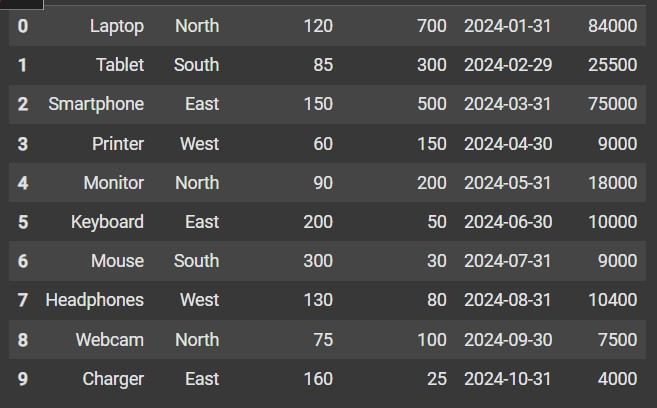 0 Laptop North 120 700 2024-01-31 84000
1 Tablet South 85 300 2024-02-29 25500
2 Smartphone East 150 500 2024-03-31 75000
3 Printer West 60 150 2024-04-30 9000
4 Monitor North 90 200 2024-05-31 18000
5 Keyboard East 200 50 2024-06-30 10000
6 Mouse South 300 30 2024-07-31 9000
7 Headphones West 130 80 2024-08-31 10400
8 Webcam North 75 100 2024-09-30 7500
9 Charger East 160 25 2024-10-31 4000